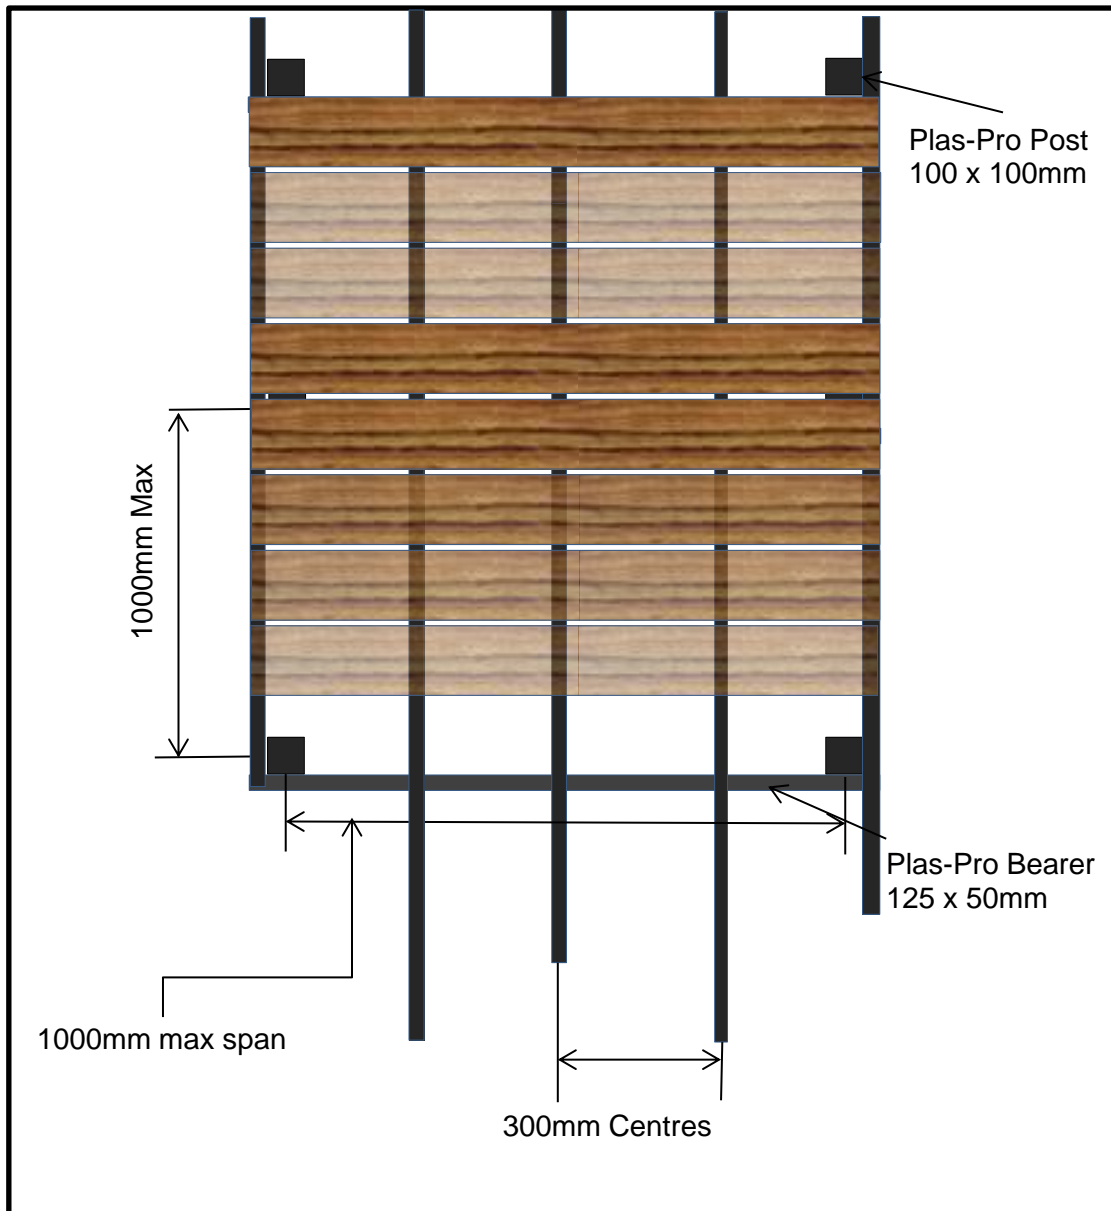 Plas-Pro Post
100 x 100mm
1000mm Max
Plas-Pro Bearer
125 x 50mm
1000mm max span
300mm Centres